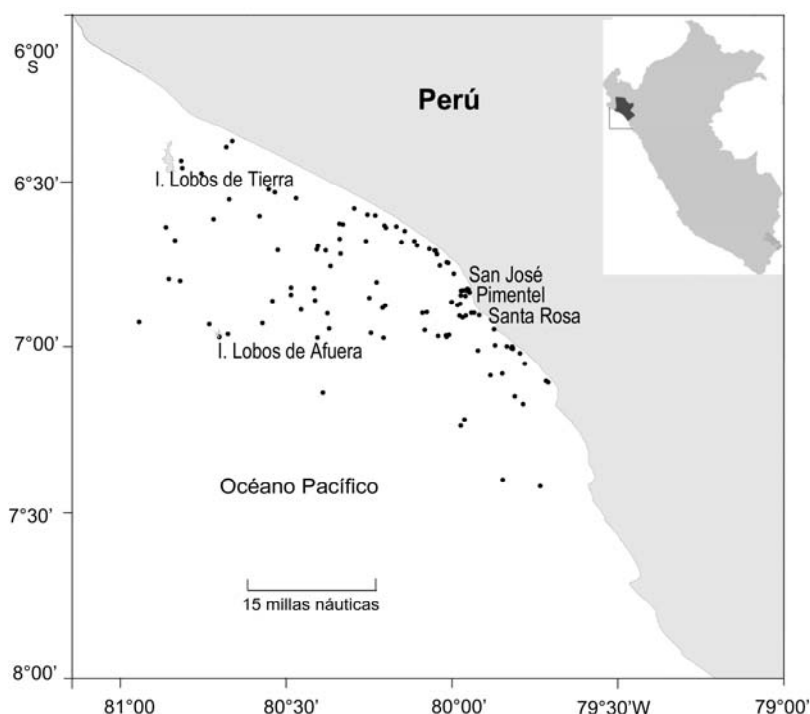 6°00'
S
Perú
6°30'
I. Lobos de Tierra
San José
Pimentel
Santa Rosa
7°00'
I. Lobos de Afuera
Océano Pacífico
7°30'
15 millas náuticas
8°00'
81°00
80°30'
80°00
79°30'W
79°00